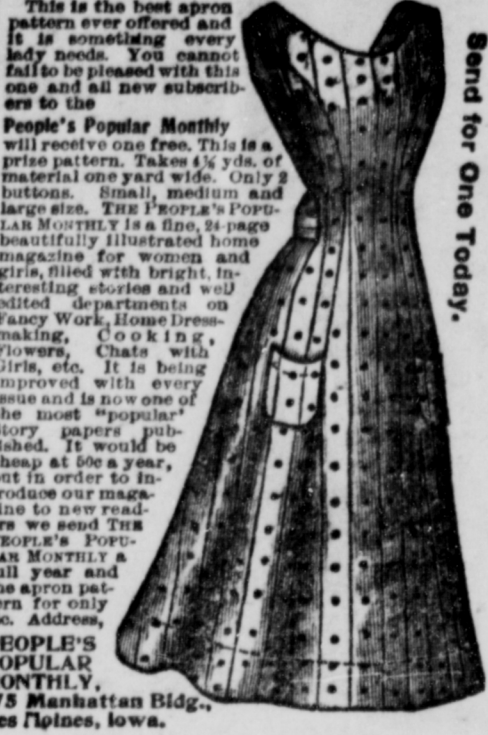 This is the best apron
pattern ever offered and
it is something every
lady needs. You cannot
fail to be pleased with this
one and all new subscrib-
ers to the
People's Popular Monthly
will receive one free. This is a
prize pattern. Takes 4½ yds. of
material one yard wide. Only 2
buttons. Small, medium and
large size. THE PEOPLE'S POPU-
LAR MONTHLY is a fine, 24-page
beautifully illustrated home
magazine for women and
girls, filled with bright, in-
teresting stories and well
edited departments on
Fancy Work, Home Dress-
making, Cooking,
Flowers, Chats with
Girls, etc. It is being
improved with every
issue and is now one of
the most "popular"
story papers pub-
lished. It would be
cheap at 50c a year,
but in order to in-
troduce our maga-
zine to new read-
ers we send THE
PEOPLE'S POPU-
LAR MONTHLY a
full year and
the apron pat-
tern for only
c. Address,
PEOPLE'S
POPULAR
MONTHLY,
75 Manhattan Bldg.,
Des Moines, Iowa.
Send for One Today.